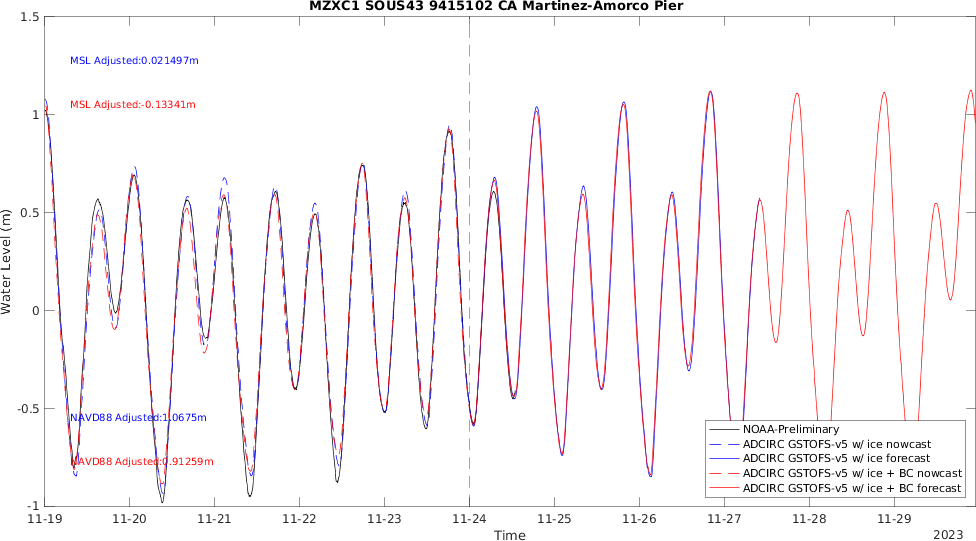 MZXC1 SOUS43 9415102 CA Martinez-Amorco Pier
1.5
1
0.5
0
-0.5
-1
Water Level (m)
MSL Adjusted:0.021497m
MSL Adjusted:-0.13341m
NAVD88 Adjusted:1.0675m
NAVD88 Adjusted:0.91259m
NOAA-Preliminary
ADCIRC GSTOFS-v5 w/ ice nowcast
ADCIRC GSTOFS-v5 w/ ice forecast
ADCIRC GSTOFS-v5 w/ ice + BC nowcast
ADCIRC GSTOFS-v5 w/ ice + BC forecast
11-19 11-20 11-21 11-22 11-23 11-24 11-25 11-26 11-27 11-28 11-29
Time
2023